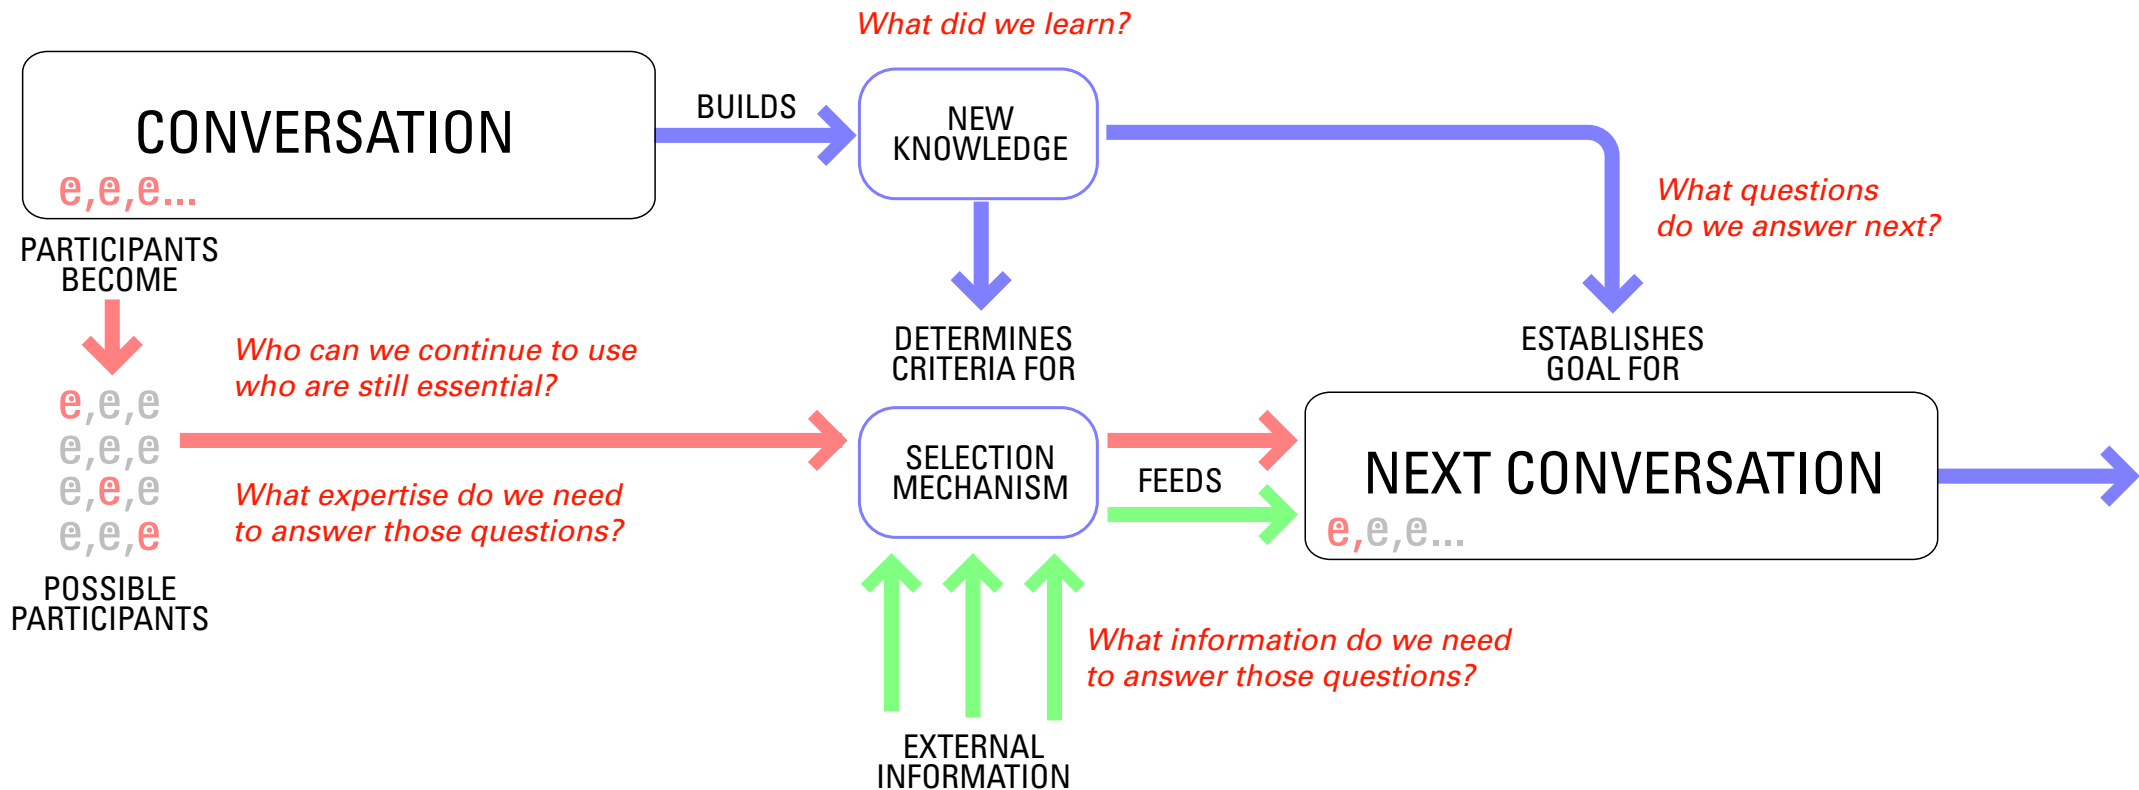 What did we learn?
CONVERSATION
e,e,e...
BUILDS
NEW
KNOWLEDGE
What questions
do we answer next?
PARTICIPANTS
BECOME
Who can we continue to use
who are still essential?
DETERMINES
CRITERIA FOR
ESTABLISHES
GOAL FOR
e,e,e
e,e,e
e,e,e
e,e,e
What expertise do we need
to answer those questions?
POSSIBLE
PARTICIPANTS
SELECTION
MECHANISM
FEEDS
NEXT CONVERSATION
e,e,e...
What information do we need
to answer those questions?
EXTERNAL
INFORMATION